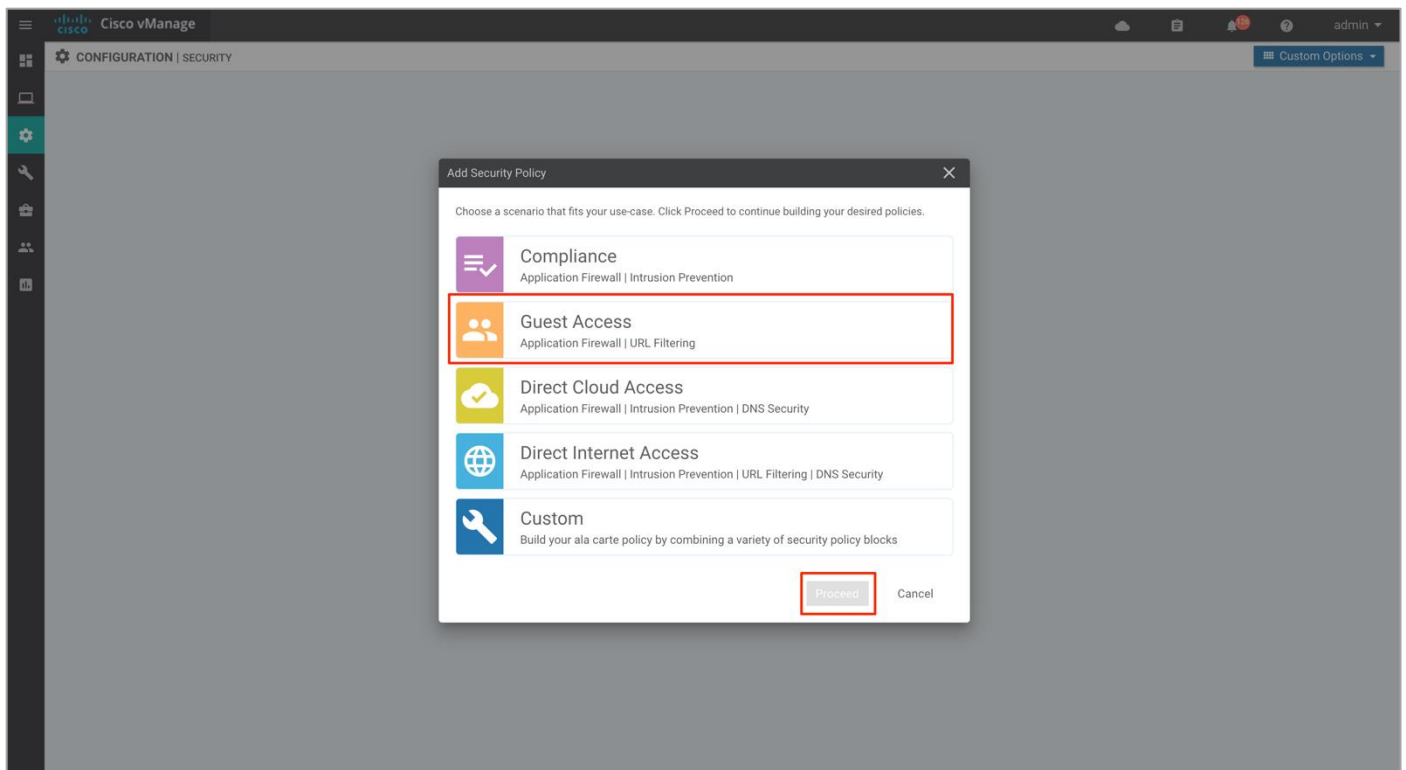 cisco Cisco vManage
126
admin
CONFIGURATION | SECURITY
Custom Options
Add Security Policy
Choose a scenario that fits your use-case. Click Proceed to continue building your desired policies.
Compliance
Application Firewall | Intrusion Prevention
Guest Access
Application Firewall | URL Filtering
Direct Cloud Access
Application Firewall | Intrusion Prevention | DNS Security
Direct Internet Access
Application Firewall | Intrusion Prevention | URL Filtering | DNS Security
Custom
Build your ala carte policy by combining a variety of security policy blocks
Proceed Cancel